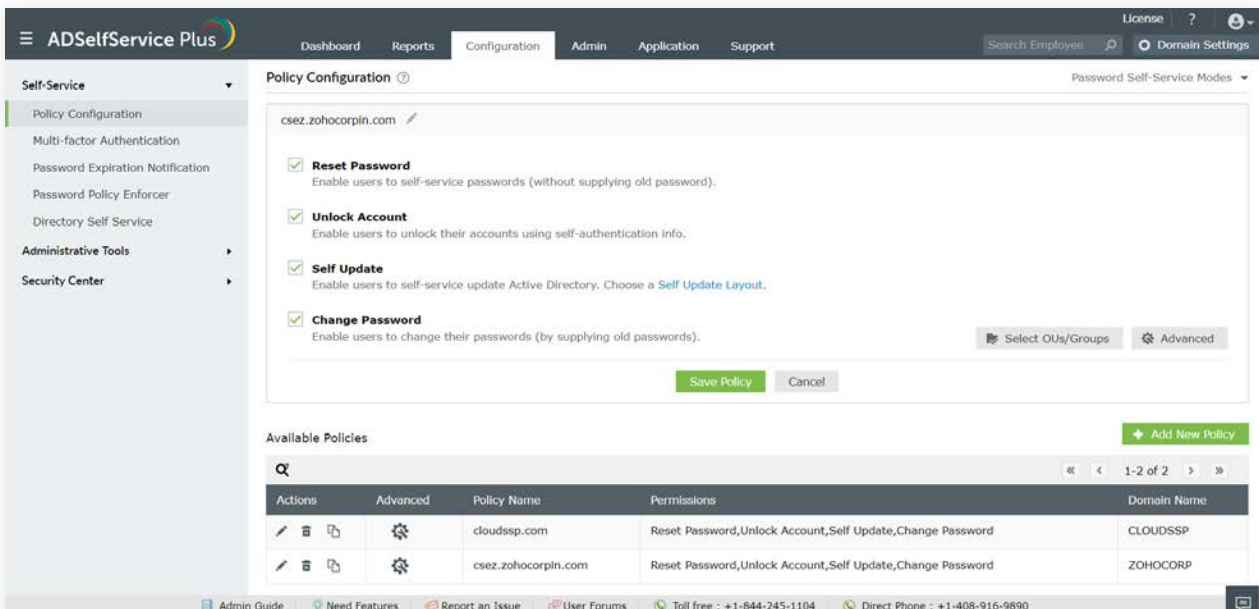 License ?
ADSelfService Plus
Dashboard Reports Configuration Admin Application Support
Search Employee Domain Settings
Self-Service
Policy Configuration
Multi-factor Authentication
Password Expiration Notification
Password Policy Enforcer
Directory Self Service
Administrative Tools
Security Center
Policy Configuration ?
Password Self-Service Modes
csez.zohocorpin.com
Reset Password
Enable users to self-service passwords (without supplying old password).
Unlock Account
Enable users to unlock their accounts using self-authentication info.
Self Update
Enable users to self-service update Active Directory. Choose a Self Update Layout.
Change Password
Enable users to change their passwords (by supplying old passwords).
Select OUs/Groups Advanced
Save Policy Cancel
Available Policies
+ Add New Policy
« ‹ 1-2 of 2 › »
Actions Advanced Policy Name Permissions Domain Name
cloudssp.com Reset Password,Unlock Account,Self Update,Change Password CLOUDSSP
csez.zohocorpin.com Reset Password,Unlock Account,Self Update,Change Password ZOHOCORP
Admin Guide Need Features Report an Issue User Forums Toll free : +1-844-245-1104 Direct Phone : +1-408-916-9890